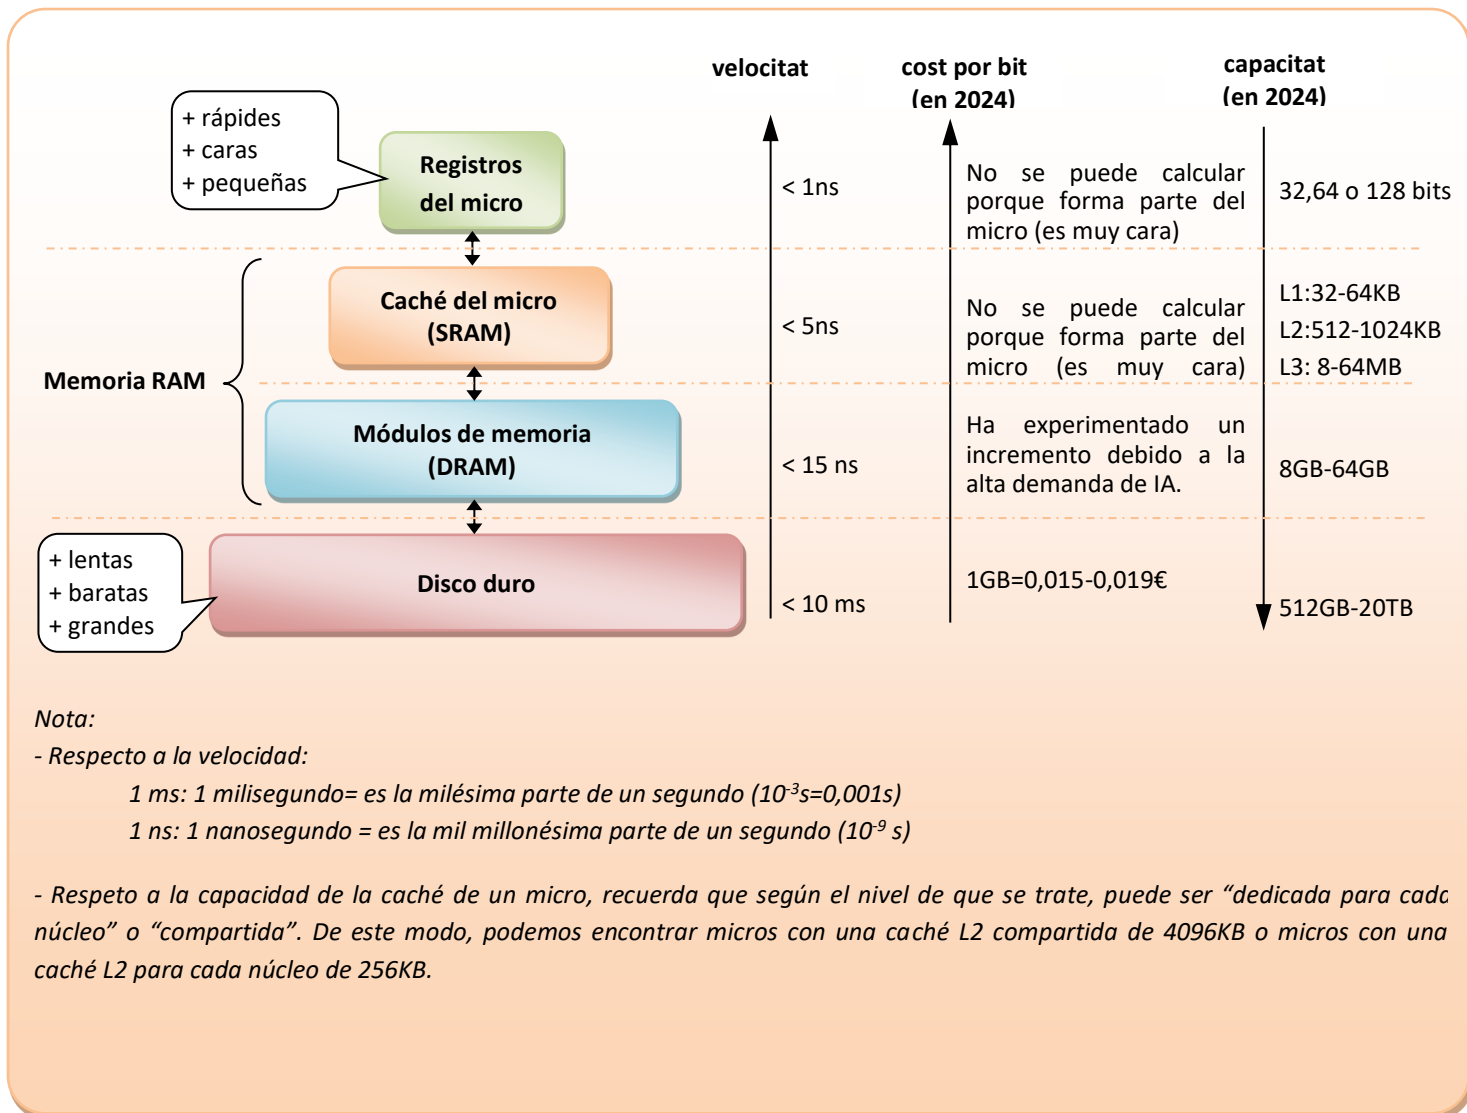 velocitat
cost por bit
(en 2024)
capacitat
(en 2024)
+ rápides
+ caras
+ pequeñas
Registros
del micro
< 1ns
No se puede calcular
porque forma parte del
micro (es muy cara)
32,64 o 128 bits
Memoria RAM
Caché del micro
(SRAM)
< 5ns
No se puede calcular
porque forma parte del
micro (es muy cara)
L1:32-64KB
L2:512-1024KB
L3: 8-64MB
Módulos de memoria
(DRAM)
< 15 ns
Ha experimentado un
incremento debido a la
alta demanda de IA.
8GB-64GB
+ lentas
+ baratas
+ grandes
Disco duro
< 10 ms
1GB=0,015-0,019€
512GB-20TB
Nota:
- Respecto a la velocidad:
1 ms: 1 milisegundo= es la milésima parte de un segundo (10⁻³s=0,001s)
1 ns: 1 nanosegundo = es la mil millonésima parte de un segundo (10⁻⁹ s)
- Respeto a la capacidad de la caché de un micro, recuerda que según el nivel de que se trate, puede ser “dedicada para cada
núcleo” o “compartida”. De este modo, podemos encontrar micros con una caché L2 compartida de 4096KB o micros con una
caché L2 para cada núcleo de 256KB.